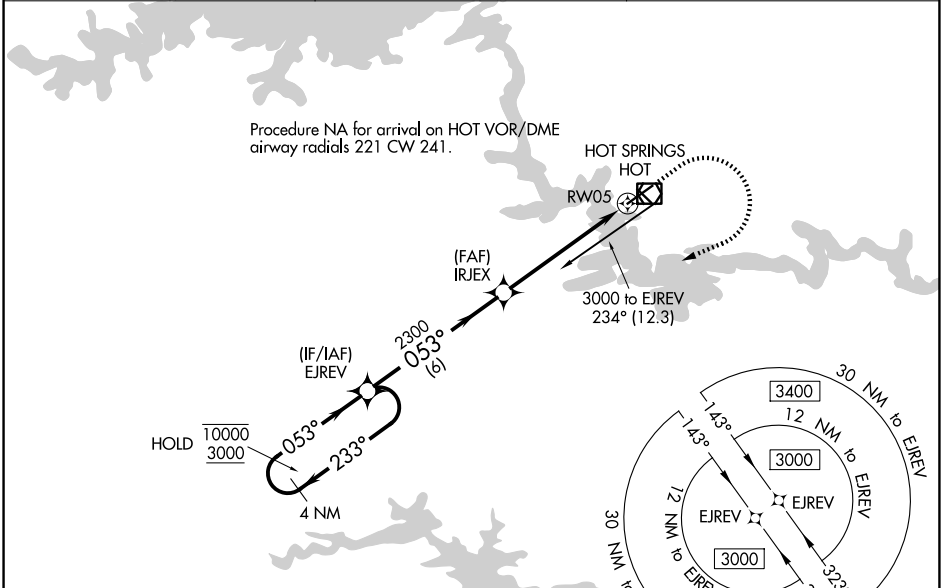 Procedure NA for arrival on HOT VOR/DME
airway radials 221 CW 241.
HOT SPRINGS
HOT
RW05
(FAF)
IRJEX
3000 to EJREV
234° (12.3)
2300
053°
(6)
(IF/IAF)
EJREV
HOLD
10000
3000
053°
233°
4 NM
30 NM to EJREV
3400
143°
12 NM to EJREV
3000
EJREV
143°
EJREV
12 NM to EJREV
3000
30 NM to
323°